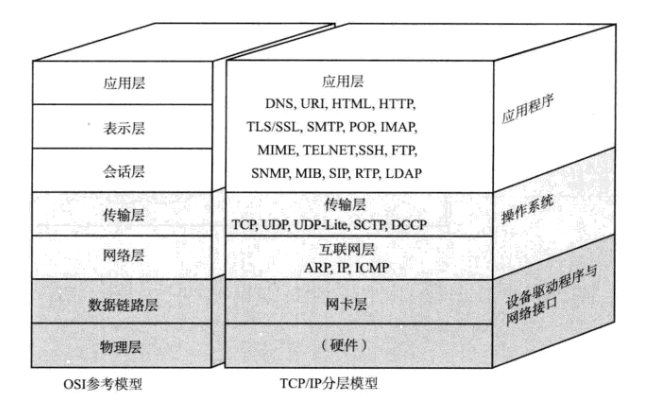 应用层
表示层
会话层
传输层
网络层
数据链路层
物理层
OSI参考模型
应用层
DNS, URI, HTML, HTTP,
TLS/SSL, SMTP, POP, IMAP,
MIME, TELNET,SSH, FTP,
SNMP, MIB, SIP, RTP, LDAP
传输层
TCP, UDP, UDP-Lite, SCTP, DCCP
互联网层
ARP, IP, ICMP
网卡层
（硬件）
TCP/IP分层模型
应用程序
操作系统
设备驱动程序与
网络接口